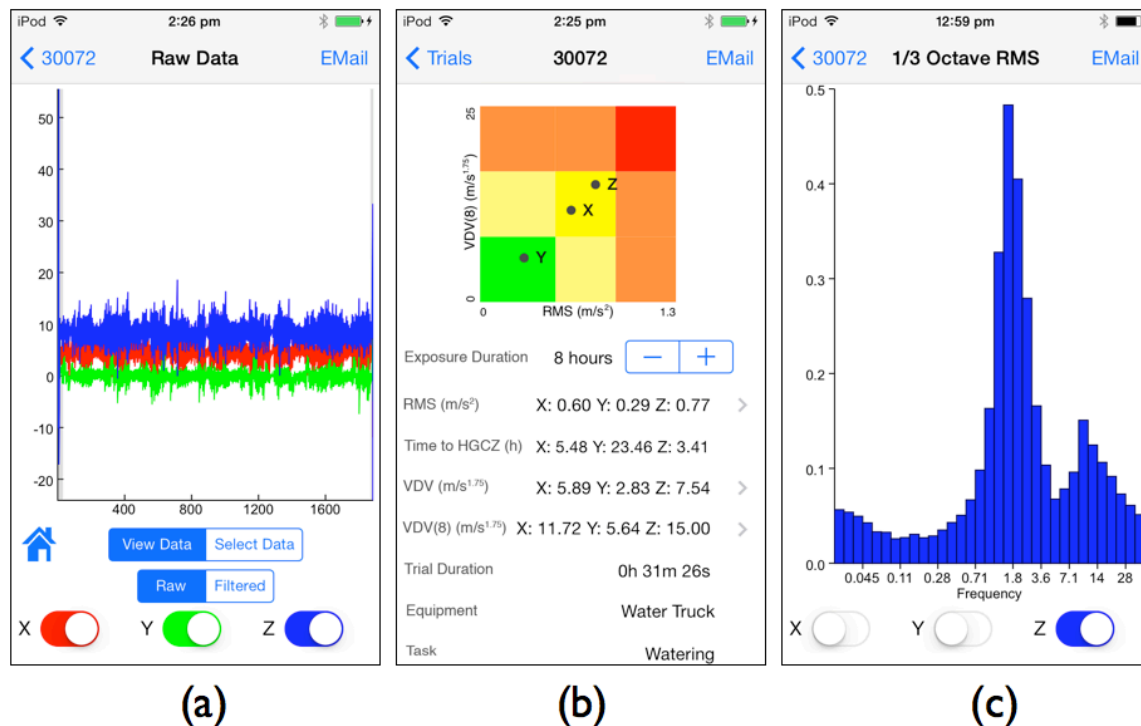 iPod 2:26 pm
30072 Raw Data EMail
50
40
30
20
10
0
-10
-20
400 800 1200 1600
View Data Select Data
Raw Filtered
X Y Z
(a)
iPod 2:25 pm
Trials 30072 EMail
25
VDV(8) (m/s^1.75)
0
Z
X
Y
0 RMS (m/s²) 1.3
Exposure Duration 8 hours − +
RMS (m/s²) X: 0.60 Y: 0.29 Z: 0.77
Time to HGCZ (h) X: 5.48 Y: 23.46 Z: 3.41
VDV (m/s^1.75) X: 5.89 Y: 2.83 Z: 7.54
VDV(8) (m/s^1.75) X: 11.72 Y: 5.64 Z: 15.00
Trial Duration 0h 31m 26s
Equipment Water Truck
Task Watering
(b)
iPod 12:59 pm
30072 1/3 Octave RMS EMail
0.5
0.4
0.3
0.2
0.1
0.0
0.045 0.11 0.28 0.71 1.8 3.6 7.1 14 28
Frequency
X Y Z
(c)